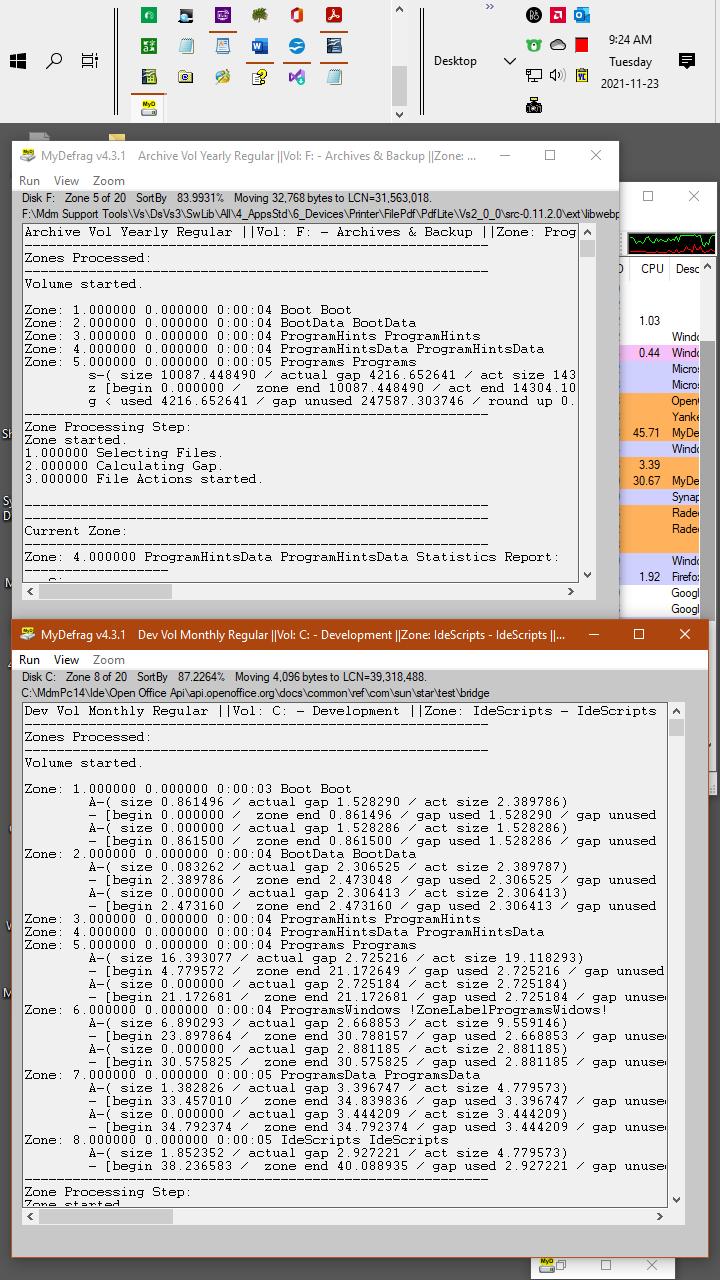 9:24 AM
Desktop
Tuesday
2021-11-23
MyDefrag v4.3.1 Archive Vol Yearly Regular ||Vol: F: - Archives & Backup ||Zone: ...
Run View Zoom
Disk F: Zone 5 of 20 SortBy 83.9931% Moving 32,768 bytes to LCN=31,563,018.
F:\Mdm Support Tools\Vs\DsVs3\SwLib\All\4_AppsStd\6_Devices\Printer\FilePdf\PdfLite\Vs2_0_0\src-0.11.2.0\ext\libwebp
Archive Vol Yearly Regular ||Vol: F: - Archives & Backup ||Zone: Prog
Zones Processed:
Volume started.
Zone: 1.000000 0.000000 0:00:04 Boot Boot
Zone: 2.000000 0.000000 0:00:04 BootData BootData
Zone: 3.000000 0.000000 0:00:04 ProgramHints ProgramHints
Zone: 4.000000 0.000000 0:00:04 ProgramHintsData ProgramHintsData
Zone: 5.000000 0.000000 0:00:05 Programs Programs
s-( size 10087.448490 / actual gap 4216.652641 / act size 143
z [begin 0.000000 / zone end 10087.448490 / act end 14304.10
g < used 4216.652641 / gap unused 247587.303746 / round up 0.
Zone Processing Step:
Zone started.
1.000000 Selecting Files.
2.000000 Calculating Gap.
3.000000 File Actions started.
Current Zone:
Zone: 4.000000 ProgramHintsData ProgramHintsData Statistics Report:
CPU Desc
1.03
Windo
0.44 Windo
Micros
Micros
OpenO
Yanke
45.71 MyDe
Windo
3.39
30.67 MyDe
Synap
Rade
Rade
Windo
1.92 Firefo
Googl
Googl
MyDefrag v4.3.1 Dev Vol Monthly Regular ||Vol: C: - Development ||Zone: IdeScripts - IdeScripts ||...
Run View Zoom
Disk C: Zone 8 of 20 SortBy 87.2264% Moving 4,096 bytes to LCN=39,318,488.
C:\MdmPc14\Ide\Open Office Api\api.openoffice.org\docs\common\ref\com\sun\star\test\bridge
Dev Vol Monthly Regular ||Vol: C: - Development ||Zone: IdeScripts - IdeScripts
Zones Processed:
Volume started.
Zone: 1.000000 0.000000 0:00:03 Boot Boot
A-( size 0.861496 / actual gap 1.528290 / act size 2.389786)
- [begin 0.000000 / zone end 0.861496 / gap used 1.528290 / gap unused
A-( size 0.000000 / actual gap 1.528286 / act size 1.528286)
- [begin 0.861500 / zone end 0.861500 / gap used 1.528286 / gap unused
Zone: 2.000000 0.000000 0:00:04 BootData BootData
A-( size 0.083262 / actual gap 2.306525 / act size 2.389787)
- [begin 2.389786 / zone end 2.473048 / gap used 2.306525 / gap unused
A-( size 0.000000 / actual gap 2.306413 / act size 2.306413)
- [begin 2.473160 / zone end 2.473160 / gap used 2.306413 / gap unused
Zone: 3.000000 0.000000 0:00:04 ProgramHints ProgramHints
Zone: 4.000000 0.000000 0:00:04 ProgramHintsData ProgramHintsData
Zone: 5.000000 0.000000 0:00:04 Programs Programs
A-( size 16.393077 / actual gap 2.725216 / act size 19.118293)
- [begin 4.779572 / zone end 21.172649 / gap used 2.725216 / gap unused
A-( size 0.000000 / actual gap 2.725184 / act size 2.725184)
- [begin 21.172681 / zone end 21.172681 / gap used 2.725184 / gap unuse
Zone: 6.000000 0.000000 0:00:04 ProgramsWindows !ZoneLabelProgramsWidows!
A-( size 6.890293 / actual gap 2.668853 / act size 9.559146)
- [begin 23.897864 / zone end 30.788157 / gap used 2.668853 / gap unuse
A-( size 0.000000 / actual gap 2.881185 / act size 2.881185)
- [begin 30.575825 / zone end 30.575825 / gap used 2.881185 / gap unuse
Zone: 7.000000 0.000000 0:00:05 ProgramsData ProgramsData
A-( size 1.382826 / actual gap 3.396747 / act size 4.779573)
- [begin 33.457010 / zone end 34.839836 / gap used 3.396747 / gap unuse
A-( size 0.000000 / actual gap 3.444209 / act size 3.444209)
- [begin 34.792374 / zone end 34.792374 / gap used 3.444209 / gap unuse
Zone: 8.000000 0.000000 0:00:05 IdeScripts IdeScripts
A-( size 1.852352 / actual gap 2.927221 / act size 4.779573)
- [begin 38.236583 / zone end 40.088935 / gap used 2.927221 / gap unuse
Zone Processing Step:
Zone started